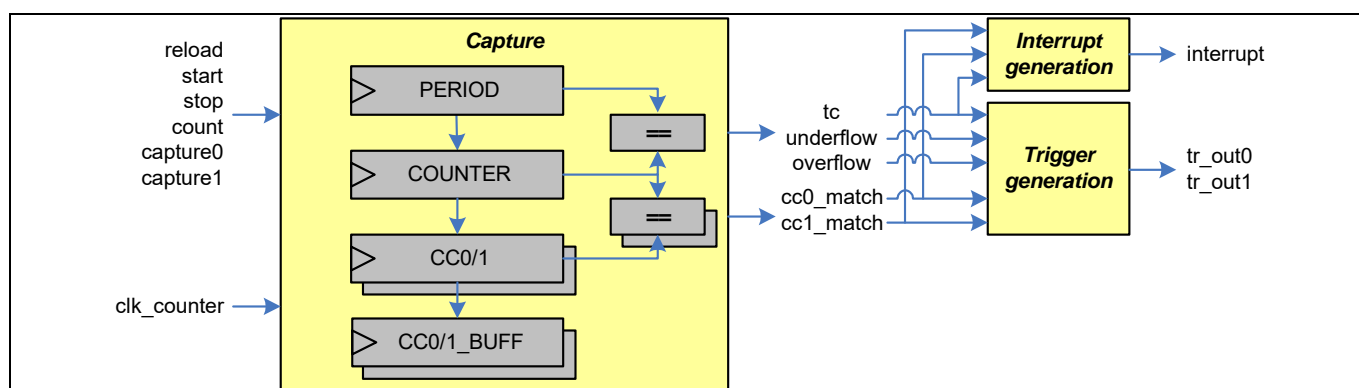 reload
start
stop
count
capture0
capture1
clk_counter
Capture
PERIOD
==
COUNTER
==
CC0/1
CC0/1_BUFF
tc
underflow
overflow
cc0_match
cc1_match
Interrupt
generation
interrupt
Trigger
generation
tr_out0
tr_out1